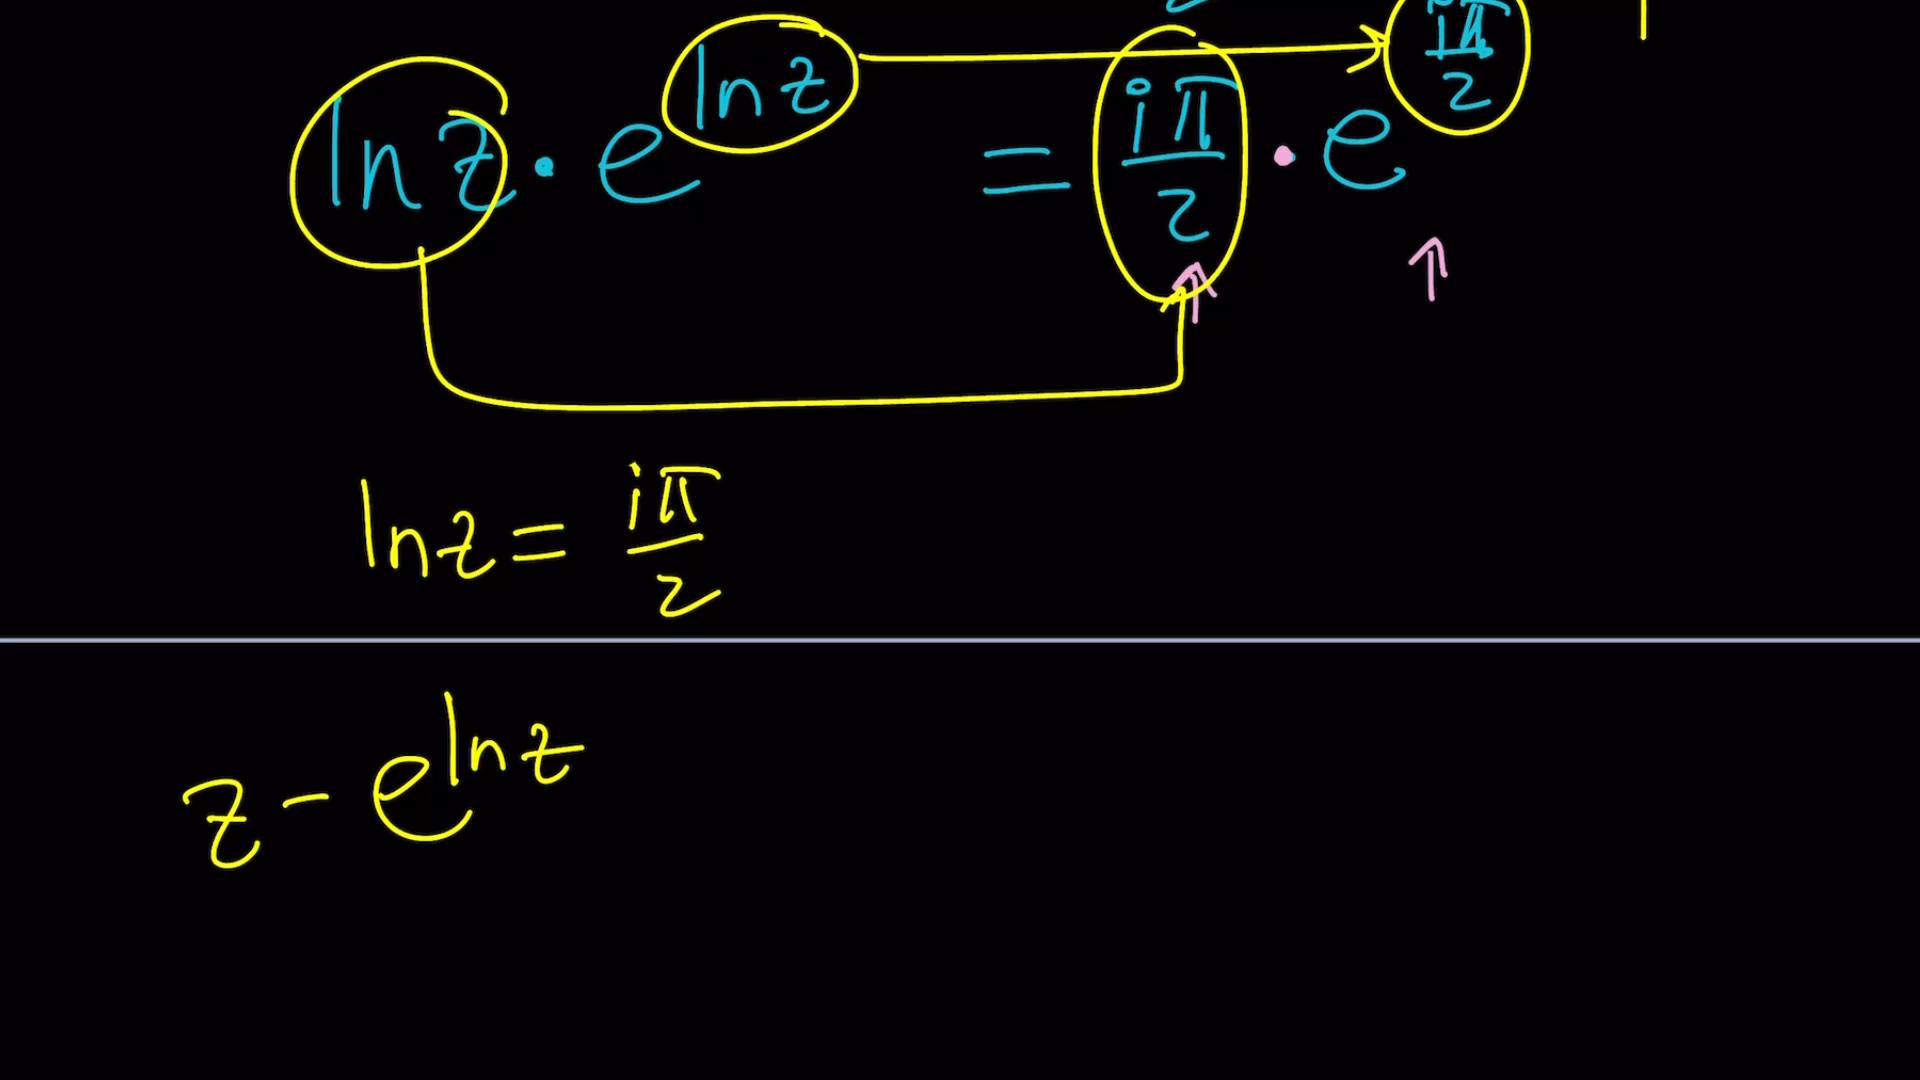 ln z · e^{ln z} = iπ/2 · e^{iπ/2}
ln z = iπ/2
z - e^{ln z}